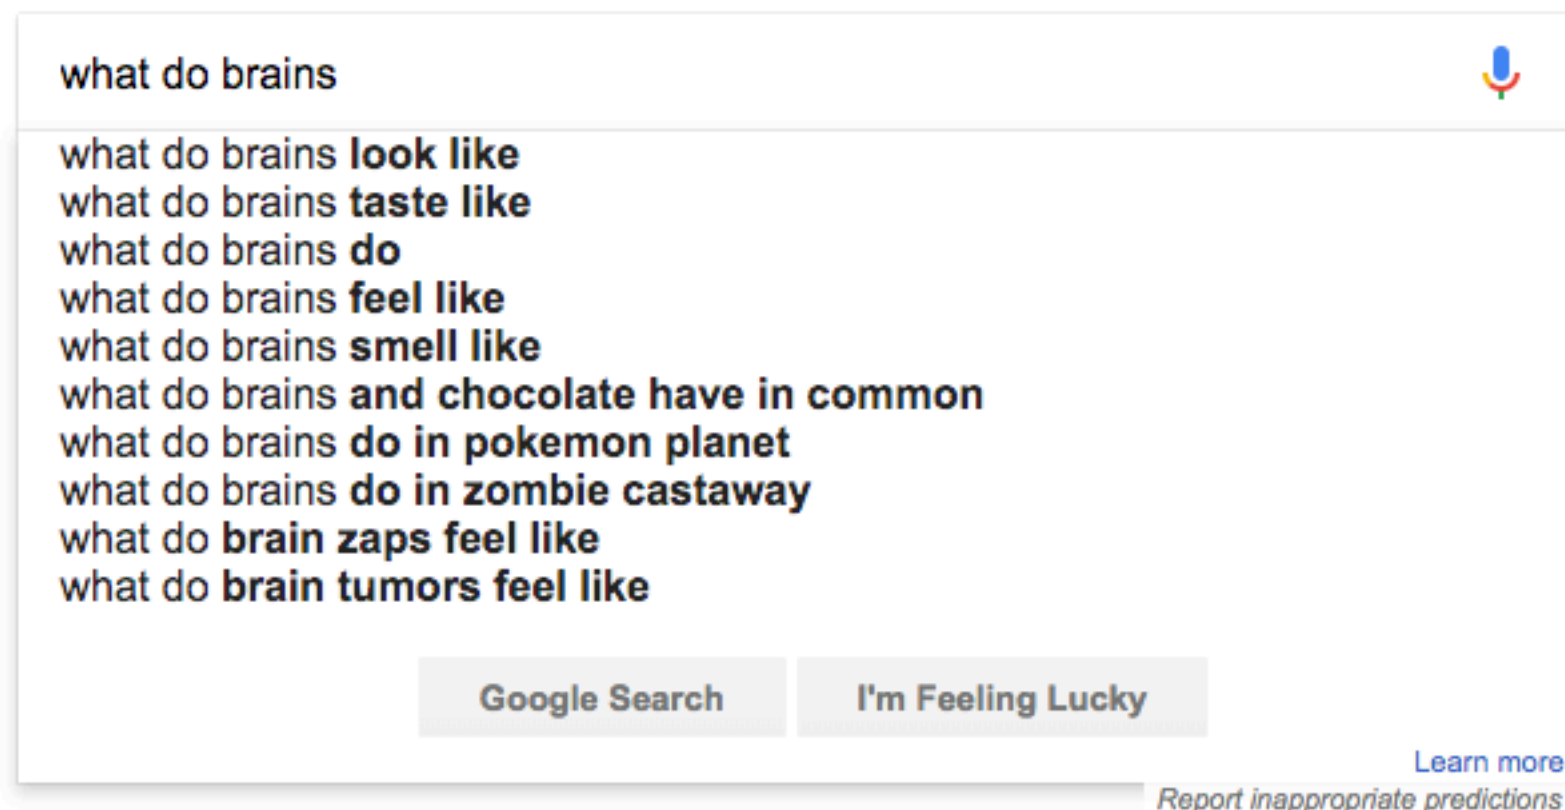 what do brains
what do brains look like
what do brains taste like
what do brains do
what do brains feel like
what do brains smell like
what do brains and chocolate have in common
what do brains do in pokemon planet
what do brains do in zombie castaway
what do brain zaps feel like
what do brain tumors feel like
Google Search I'm Feeling Lucky
Learn more
Report inappropriate predictions